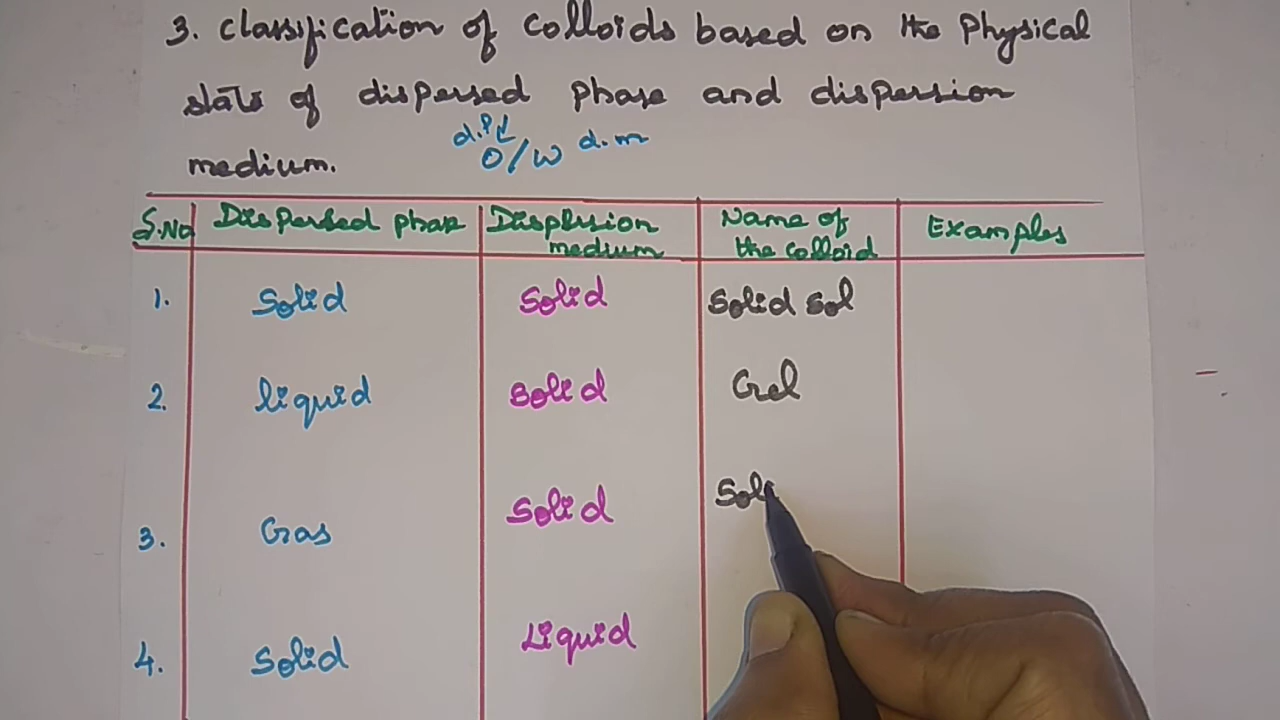 3. Classification of Colloids based on the Physical
state of dispersed phase and dispersion
medium.
d.P
O/W d.m
S.No Dispersed phase Dispersion medium Name of the Colloid Examples
1. Solid Solid Solid Sol
2. liquid Solid Gel
3. Gas Solid Soli
4. Solid Liquid